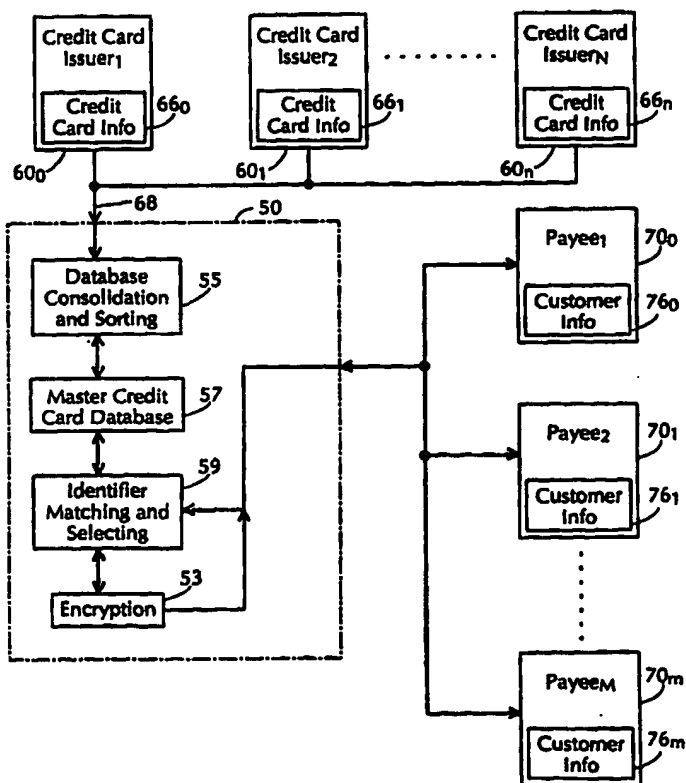 Credit Card
Issuer₁
Credit
Card Info
66₀
60₀
Credit Card
Issuer₂
Credit
Card Info
66₁
60₁
Credit Card
Issuer_N
Credit
Card Info
66ₙ
60ₙ
68
50
Database
Consolidation
and Sorting
55
Master Credit
Card Database
57
Identifier
Matching and
Selecting
59
Encryption
53
Payee₁
70₀
Customer
Info
76₀
Payee₂
70₁
Customer
Info
76₁
Payee_M
70ₘ
Customer
Info
76ₘ